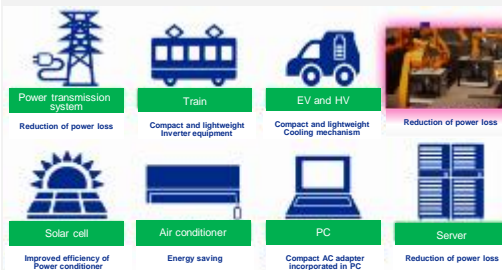 Power transmission
system
Train
EV and HV
Reduction of power loss
Compact and lightweight
Inverter equipment
Compact and lightweight
Cooling mechanism
Reduction of power loss
Solar cell
Air conditioner
PC
Server
Improved efficiency of
Power conditioner
Energy saving
Compact AC adapter
incorporated in PC
Reduction of power loss